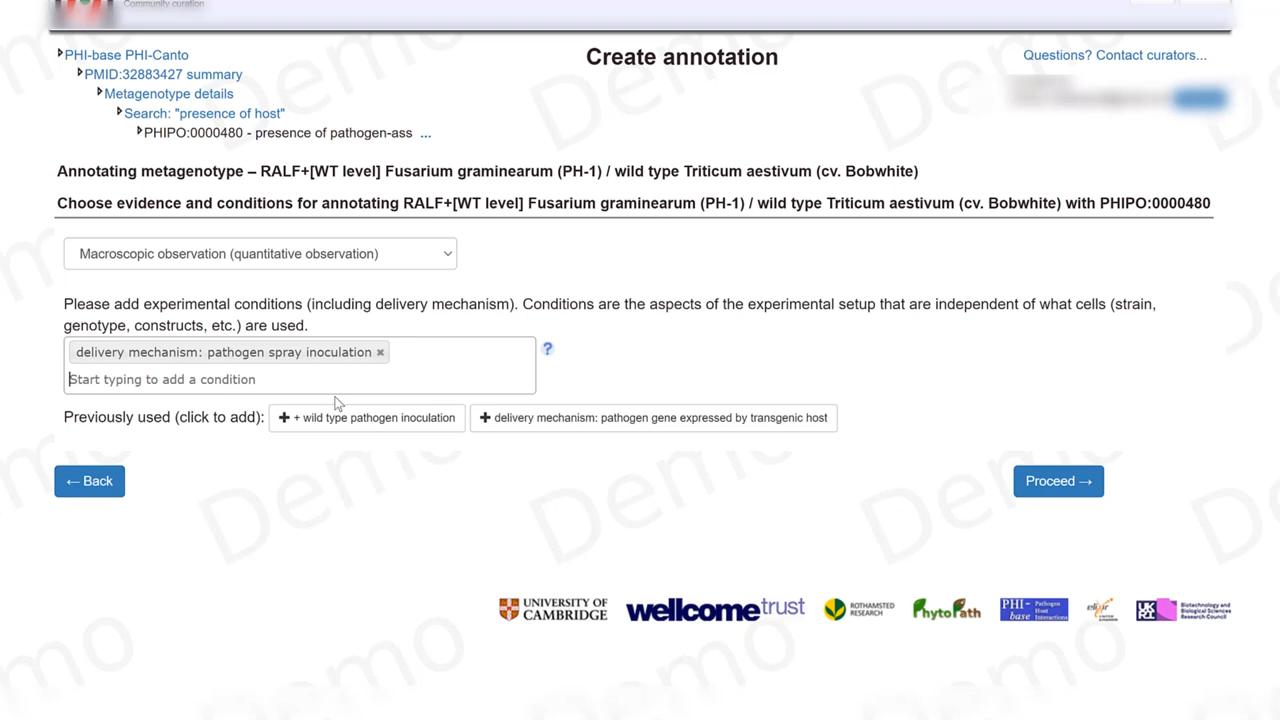 Community curation
PHI-base PHI-Canto
PMID:32883427 summary
Metagenotype details
Search: "presence of host"
PHIPO:0000480 - presence of pathogen-ass ...
Create annotation
Questions? Contact curators...
Annotating metagenotype – RALF+[WT level] Fusarium graminearum (PH-1) / wild type Triticum aestivum (cv. Bobwhite)
Choose evidence and conditions for annotating RALF+[WT level] Fusarium graminearum (PH-1) / wild type Triticum aestivum (cv. Bobwhite) with PHIPO:0000480
Macroscopic observation (quantitative observation)
Please add experimental conditions (including delivery mechanism). Conditions are the aspects of the experimental setup that are independent of what cells (strain,
genotype, constructs, etc.) are used.
delivery mechanism: pathogen spray inoculation ✖
?
Start typing to add a condition
Previously used (click to add): + + wild type pathogen inoculation + delivery mechanism: pathogen gene expressed by transgenic host
← Back
Proceed →
UNIVERSITY OF
CAMBRIDGE
wellcome trust
ROTHAMSTED
RESEARCH
PhytoPath
PHI-base
Pathogen
Host
Interactions
elixir
UKRI
Biotechnology and
Biological Sciences
Research Council
Demo